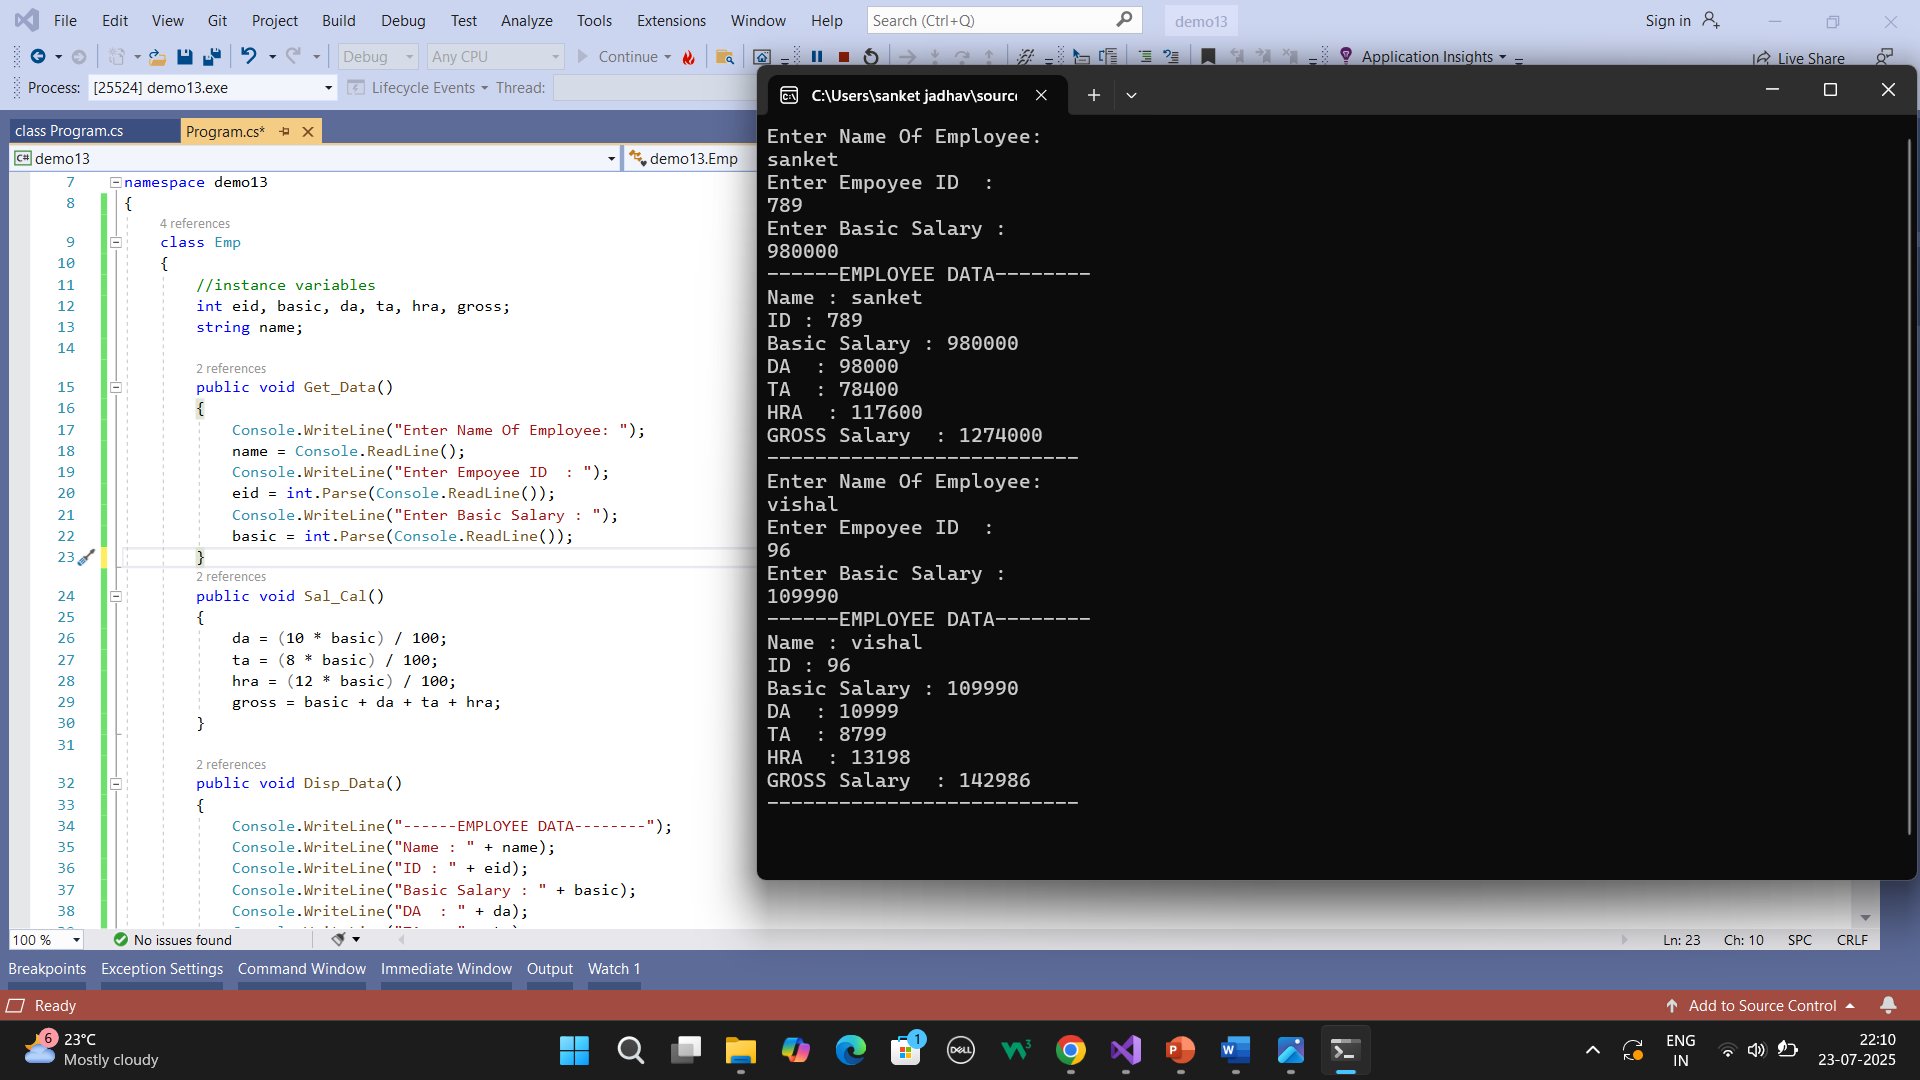 File Edit View Git Project Build Debug Test Analyze Tools Extensions Window Help Search (Ctrl+Q) demo13 Sign in
Debug Any CPU Continue Application Insights Live Share
Process: [25524] demo13.exe Lifecycle Events Thread:
class Program.cs Program.cs*
demo13 demo13.Emp
7 namespace demo13
8 {
4 references
9 class Emp
10 {
11 //instance variables
12 int eid, basic, da, ta, hra, gross;
13 string name;
14
2 references
15 public void Get_Data()
16 {
17 Console.WriteLine("Enter Name Of Employee: ");
18 name = Console.ReadLine();
19 Console.WriteLine("Enter Empoyee ID  : ");
20 eid = int.Parse(Console.ReadLine());
21 Console.WriteLine("Enter Basic Salary : ");
22 basic = int.Parse(Console.ReadLine());
23 }
2 references
24 public void Sal_Cal()
25 {
26 da = (10 * basic) / 100;
27 ta = (8 * basic) / 100;
28 hra = (12 * basic) / 100;
29 gross = basic + da + ta + hra;
30 }
31
2 references
32 public void Disp_Data()
33 {
34 Console.WriteLine("------EMPLOYEE DATA--------");
35 Console.WriteLine("Name : " + name);
36 Console.WriteLine("ID : " + eid);
37 Console.WriteLine("Basic Salary : " + basic);
38 Console.WriteLine("DA  : " + da);
C:\Users\sanket jadhav\source
Enter Name Of Employee:
sanket
Enter Empoyee ID  :
789
Enter Basic Salary :
980000
------EMPLOYEE DATA--------
Name : sanket
ID : 789
Basic Salary : 980000
DA  : 98000
TA  : 78400
HRA  : 117600
GROSS Salary  : 1274000
--------------------------
Enter Name Of Employee:
vishal
Enter Empoyee ID  :
96
Enter Basic Salary :
109990
------EMPLOYEE DATA--------
Name : vishal
ID : 96
Basic Salary : 109990
DA  : 10999
TA  : 8799
HRA  : 13198
GROSS Salary  : 142986
--------------------------
100 % No issues found Ln: 23 Ch: 10 SPC CRLF
Breakpoints Exception Settings Command Window Immediate Window Output Watch 1
Ready Add to Source Control
6 23°C
Mostly cloudy
1
DELL
W3
P
W
ENG
IN
22:10
23-07-2025